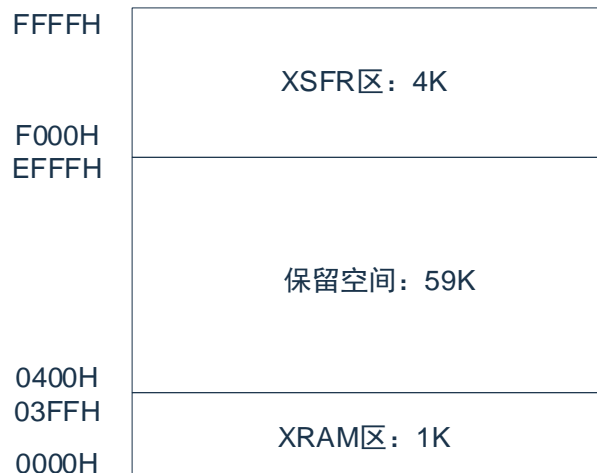 FFFFH
XSFR区：4K
F000H
EFFFH
保留空间：59K
0400H
03FFH
XRAM区：1K
0000H